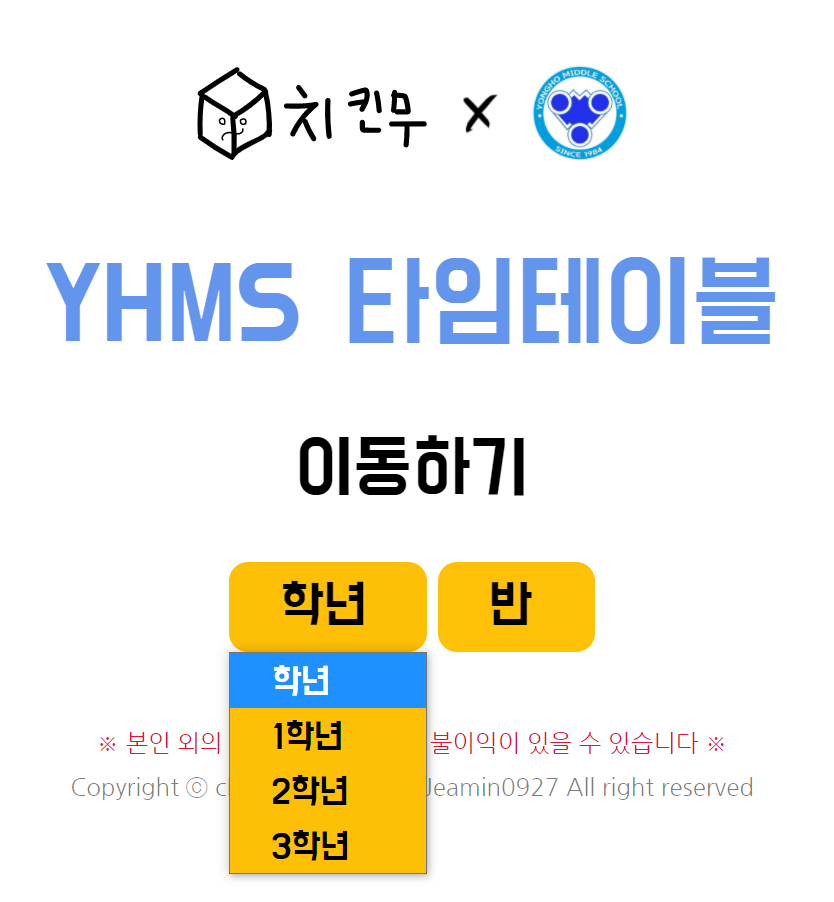 치킨무 X YONGHO MIDDLE SCHOOL SINCE 1984
YHMS 타임테이블
이동하기
학년 반
학년
1학년
2학년
3학년
※ 본인 외의 불이익이 있을 수 있습니다 ※
Copyright ⓒ Jeamin0927 All right reserved